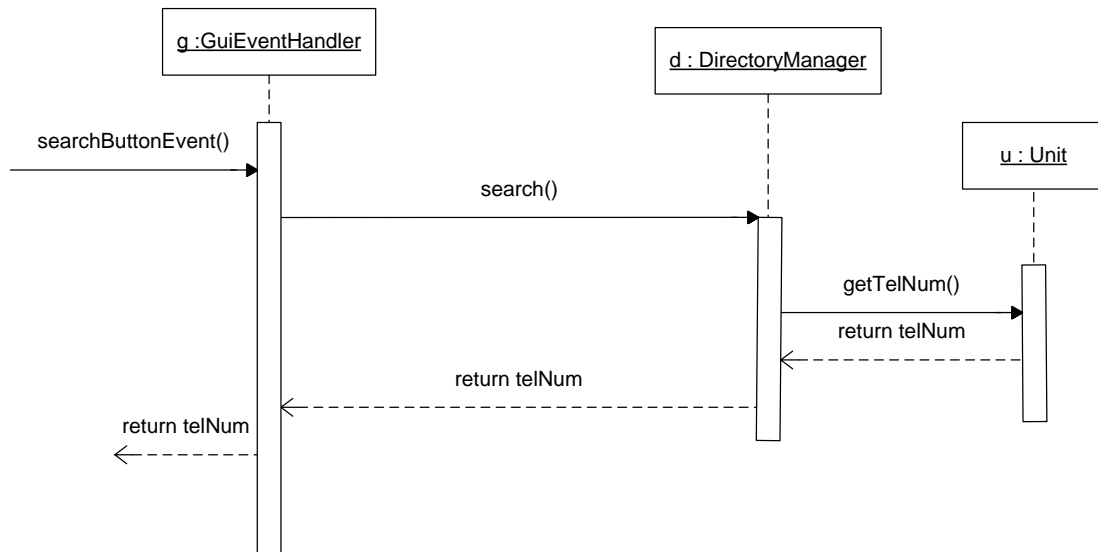 g :GuiEventHandler
d : DirectoryManager
u : Unit
searchButtonEvent()
search()
getTelNum()
return telNum
return telNum
return telNum